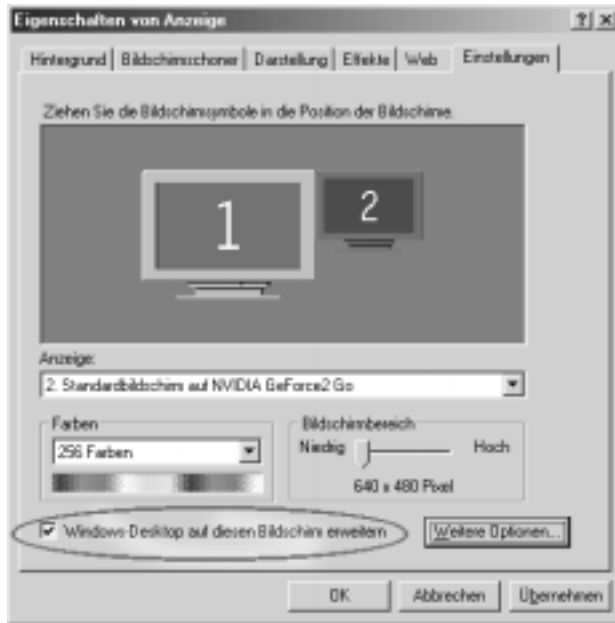 Eigenschaften von Anzeige
Hintergrund Bildschirmschoner Darstellung Effekte Web Einstellungen
Ziehen Sie die Bildschirmsymbole in die Position der Bildschirme.
1 2
Anzeige:
2. Standardbildschirm auf NVIDIA GeForce2 Go
Farben Bildschirmbereich
256 Farben Niedrig Hoch
640 x 480 Pixel
Windows-Desktop auf diesen Bildschirm erweitern Weitere Optionen...
OK Abbrechen Übernehmen